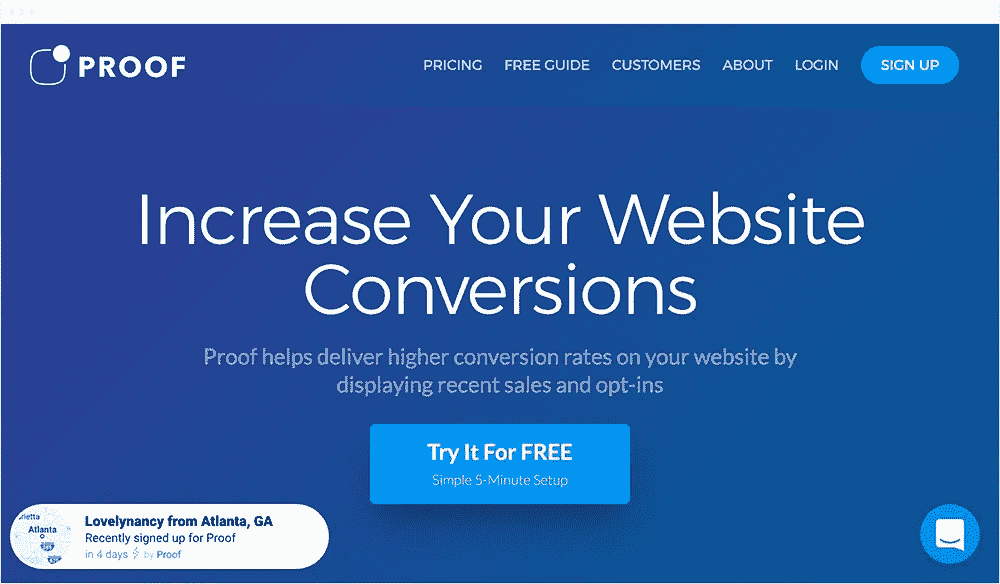 PROOF
PRICING FREE GUIDE CUSTOMERS ABOUT LOGIN SIGN UP
Increase Your Website
Conversions
Proof helps deliver higher conversion rates on your website by
displaying recent sales and opt-ins
Try It For FREE
Simple 5-Minute Setup
Atlanta
Lovelynancy from Atlanta, GA
Recently signed up for Proof
in 4 days by Proof